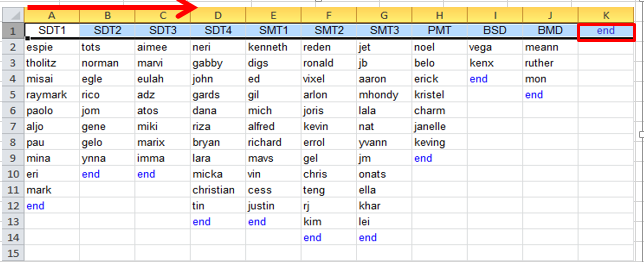 A B C D E F G H I J K
1 SDT1 SDT2 SDT3 SDT4 SMT1 SMT2 SMT3 PMT BSD BMD end
2 espie tots aimee neri kenneth reden jet noel vega meann
3 tholitz norman marvi gabby digs ronald jb belo kenx ruther
4 misai egle eulah john ed vixel aaron erick end mon
5 raymark rico adz gards gil arlon mhondy kristel end
6 paolo jom atos dana mich joris lala charm
7 aljo gene miki riza alfred kevin nat janelle
8 pau gelo marix bryan richard errol yvann keving
9 mina ynna imma lara mavs gel jm end
10 eri end end micka vin chris onats
11 mark christian cess teng ella
12 end tin justin rj khar
13 end end kim lei
14 end end
15